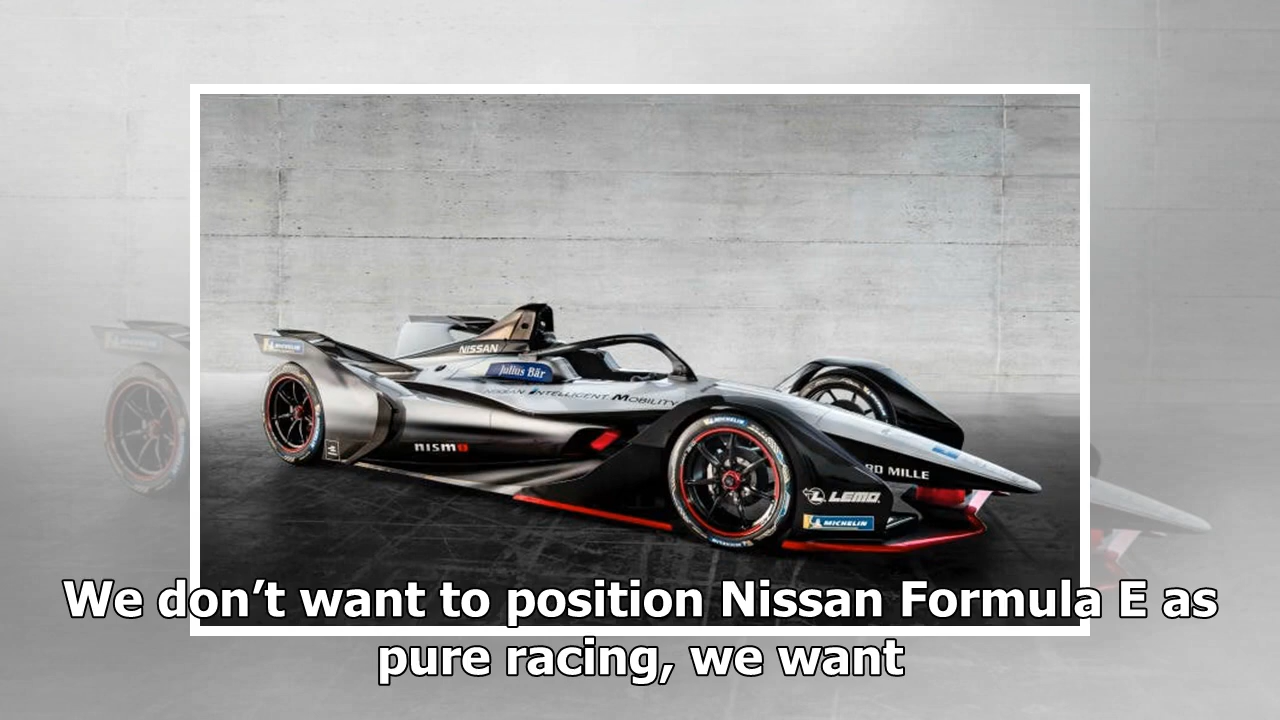 NISSAN
Julius Bär
NISSAN INTELLIGENT MOBILITY
nismo
RD MILLE
LEMO
MICHELIN
MICHELIN
We don’t want to position Nissan Formula E as
pure racing, we want